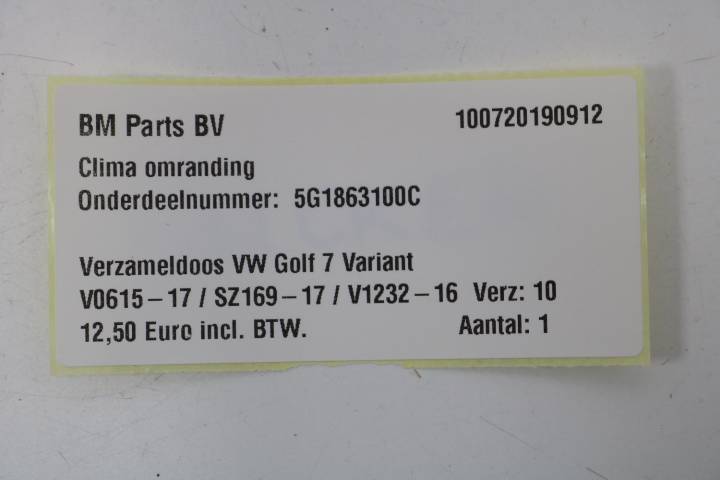 BM Parts BV 100720190912
Clima omranding
Onderdeelnummer: 5G1863100C
Verzameldoos VW Golf 7 Variant
V0615-17 / SZ169-17 / V1232-16 Verz: 10
12,50 Euro incl. BTW. Aantal: 1